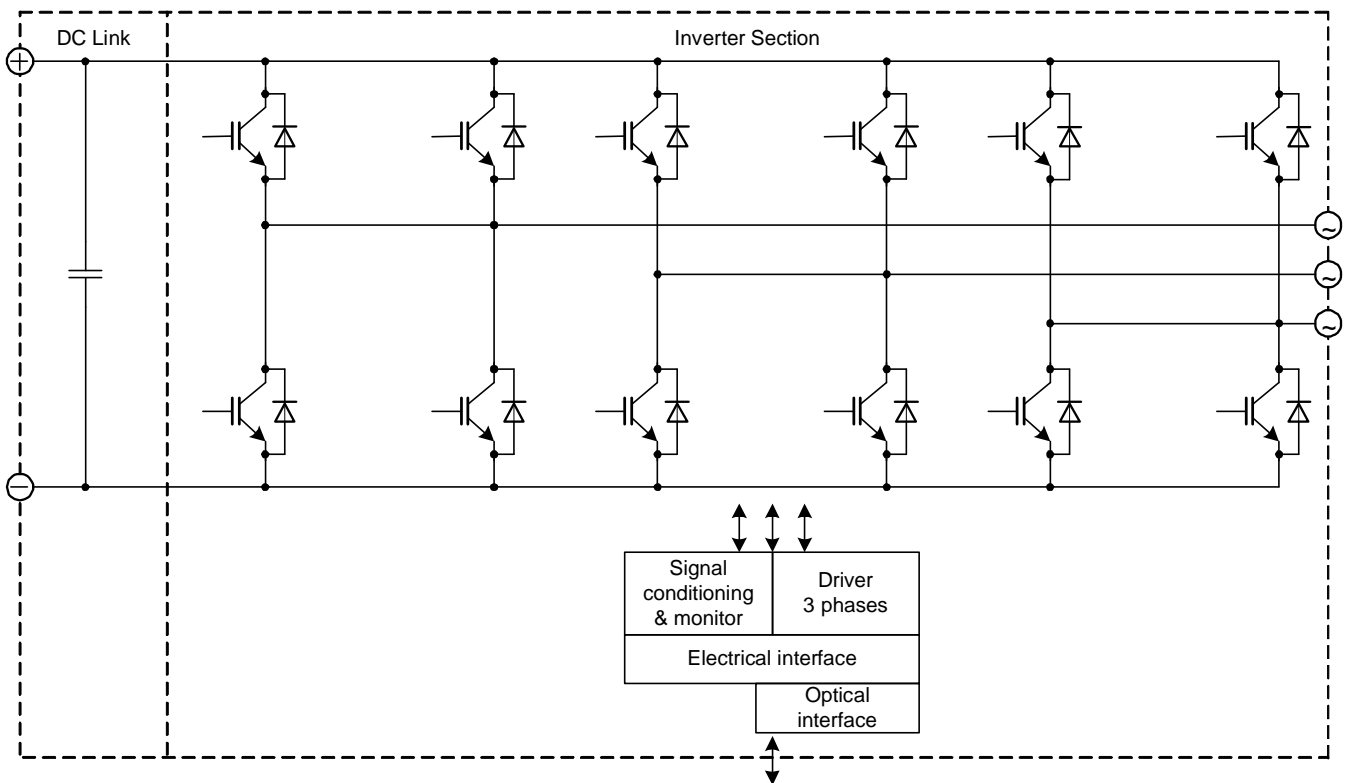 DC Link
Inverter Section
+
~
~
~
−
Signal
conditioning
& monitor
Driver
3 phases
Electrical interface
Optical
interface